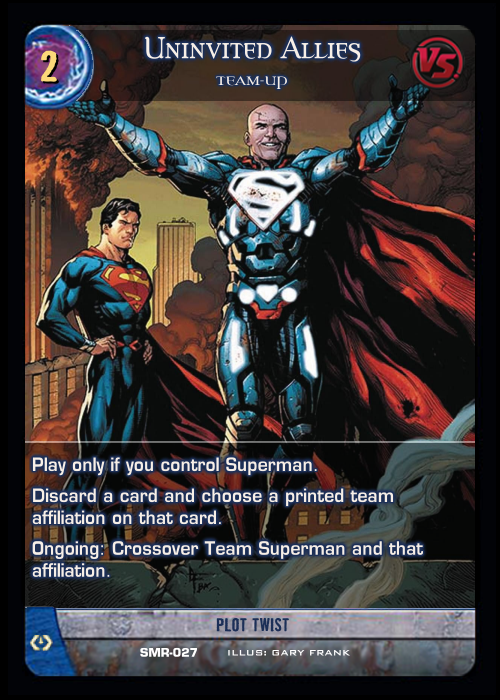 2
Uninvited Allies
TEAM-UP
VS
Play only if you control Superman.
Discard a card and choose a printed team
affiliation on that card.
Ongoing: Crossover Team Superman and that
affiliation.
PLOT TWIST
SMR-027 ILLUS: GARY FRANK